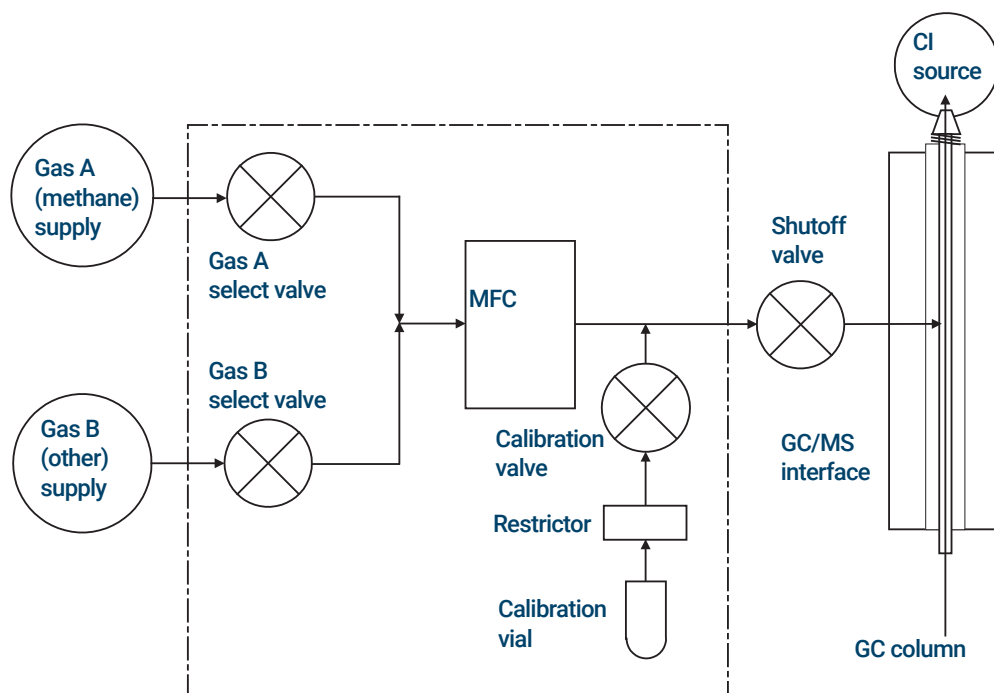 CI
source
Gas A
(methane)
supply
Gas A
select valve
Shutoff
valve
MFC
Gas B
select valve
Gas B
(other)
supply
Calibration
valve
GC/MS
interface
Restrictor
Calibration
vial
GC column